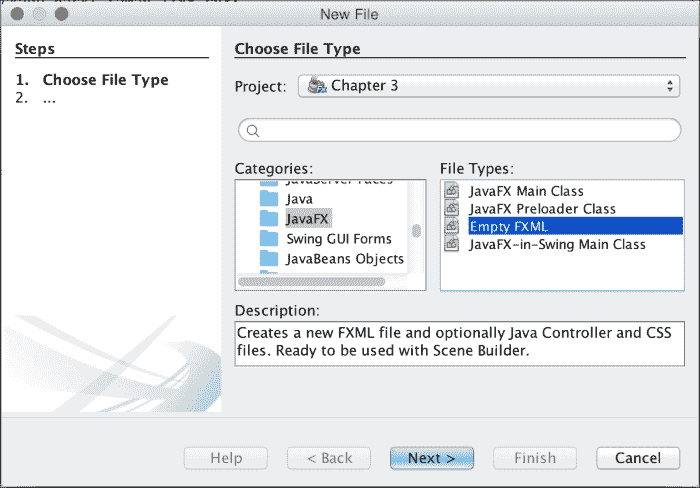 New File
Steps
1. Choose File Type
2. ...
Choose File Type
Project: Chapter 3
Categories:
JavaServer Faces
Java
JavaFX
Swing GUI Forms
JavaBeans Objects
File Types:
JavaFX Main Class
JavaFX Preloader Class
Empty FXML
JavaFX-in-Swing Main Class
Description:
Creates a new FXML file and optionally Java Controller and CSS
files. Ready to be used with Scene Builder.
Help
< Back
Next >
Finish
Cancel